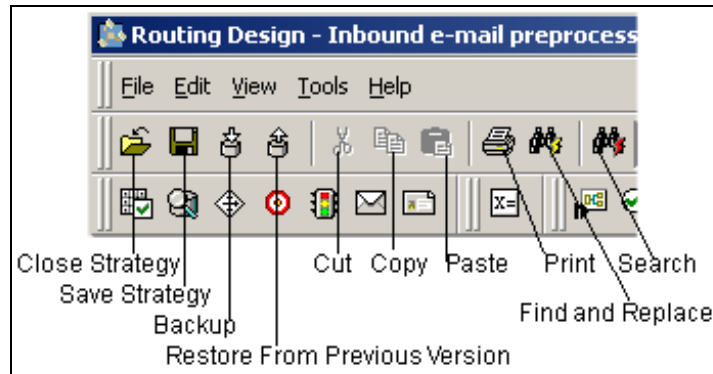 Routing Design - Inbound e-mail preprocess
File Edit View Tools Help
X=
Close Strategy Cut Copy Paste Print Search
Save Strategy Find and Replace
Backup
Restore From Previous Version